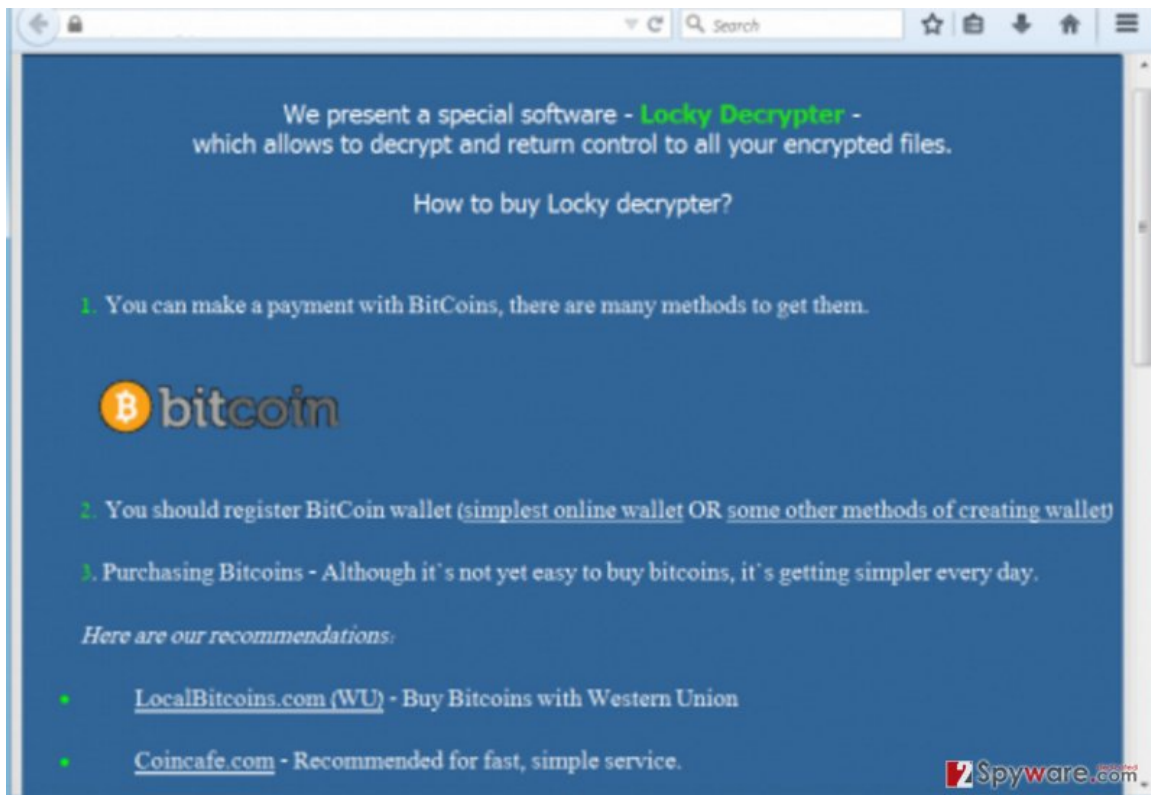 Search
We present a special software - Locky Decrypter -
which allows to decrypt and return control to all your encrypted files.
How to buy Locky decrypter?
1. You can make a payment with BitCoins, there are many methods to get them.
bitcoin
2. You should register BitCoin wallet (simplest online wallet OR some other methods of creating wallet)
3. Purchasing Bitcoins - Although it`s not yet easy to buy bitcoins, it`s getting simpler every day.
Here are our recommendations:
• LocalBitcoins.com (WU) - Buy Bitcoins with Western Union
• Coincafe.com - Recommended for fast, simple service.
2 Spyware.com